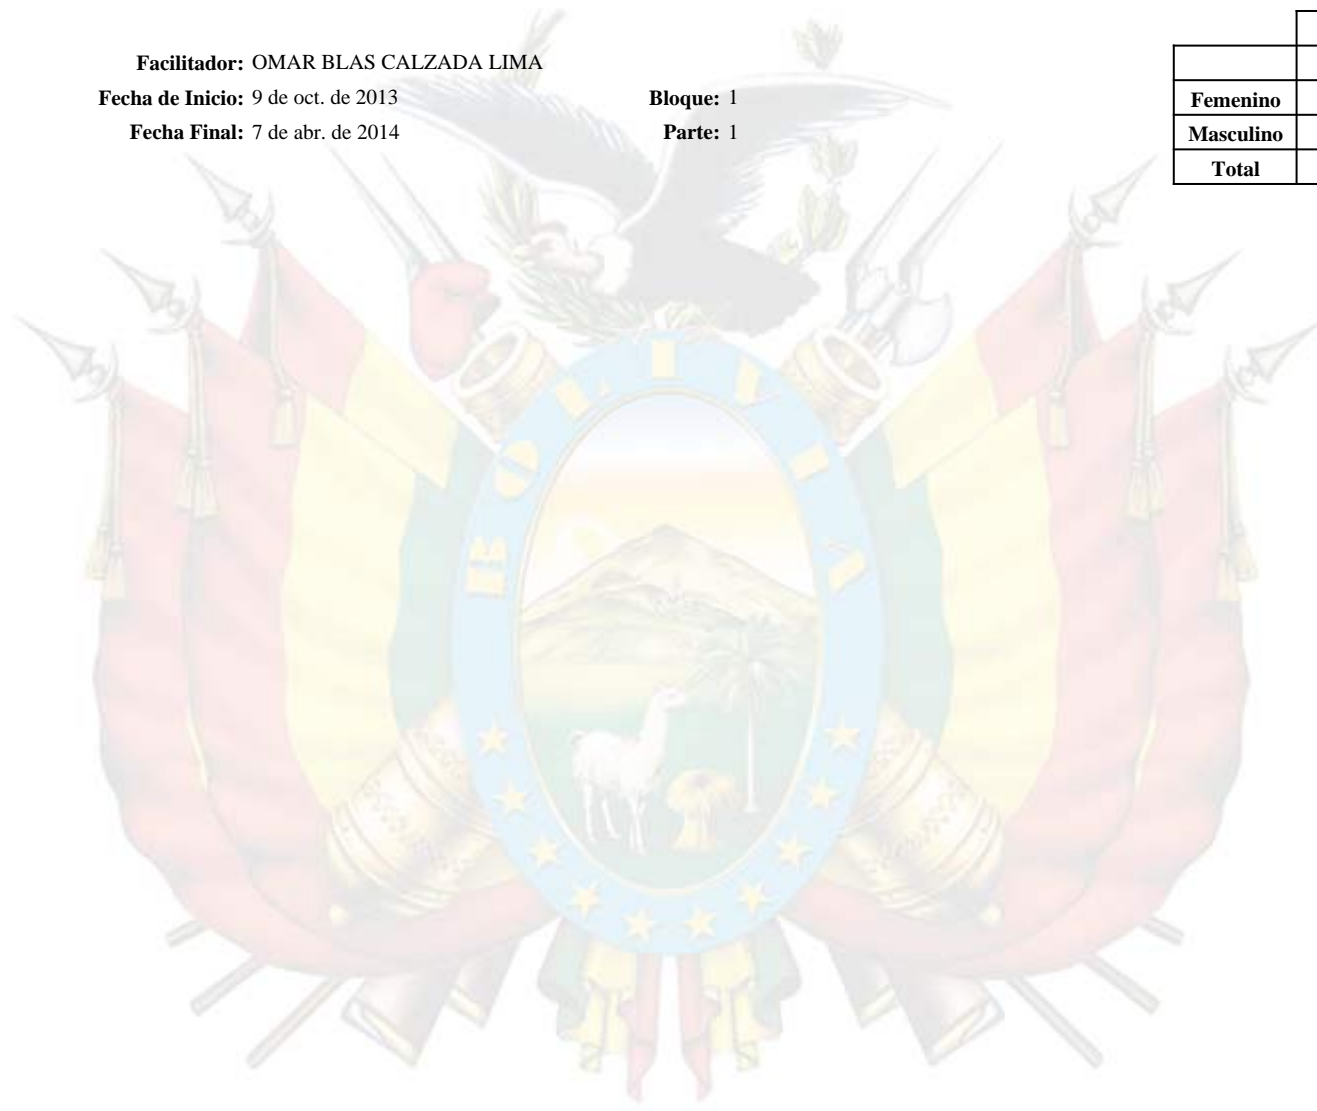 Facilitador: OMAR BLAS CALZADA LIMA
Fecha de Inicio: 9 de oct. de 2013 Bloque: 1
Fecha Final: 7 de abr. de 2014 Parte: 1
Femenino
Masculino
Total
BOLIVIA